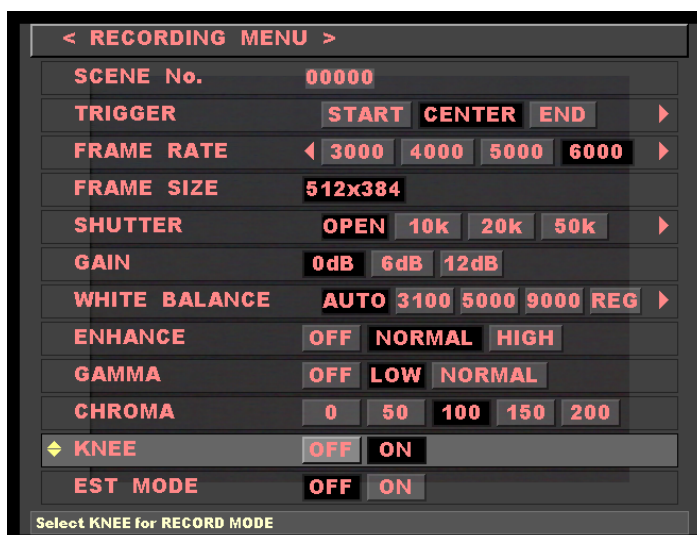 < RECORDING MENU >
SCENE No. 00000
TRIGGER START CENTER END
FRAME RATE 3000 4000 5000 6000
FRAME SIZE 512x384
SHUTTER OPEN 10k 20k 50k
GAIN 0dB 6dB 12dB
WHITE BALANCE AUTO 3100 5000 9000 REG
ENHANCE OFF NORMAL HIGH
GAMMA OFF LOW NORMAL
CHROMA 0 50 100 150 200
KNEE OFF ON
EST MODE OFF ON
Select KNEE for RECORD MODE